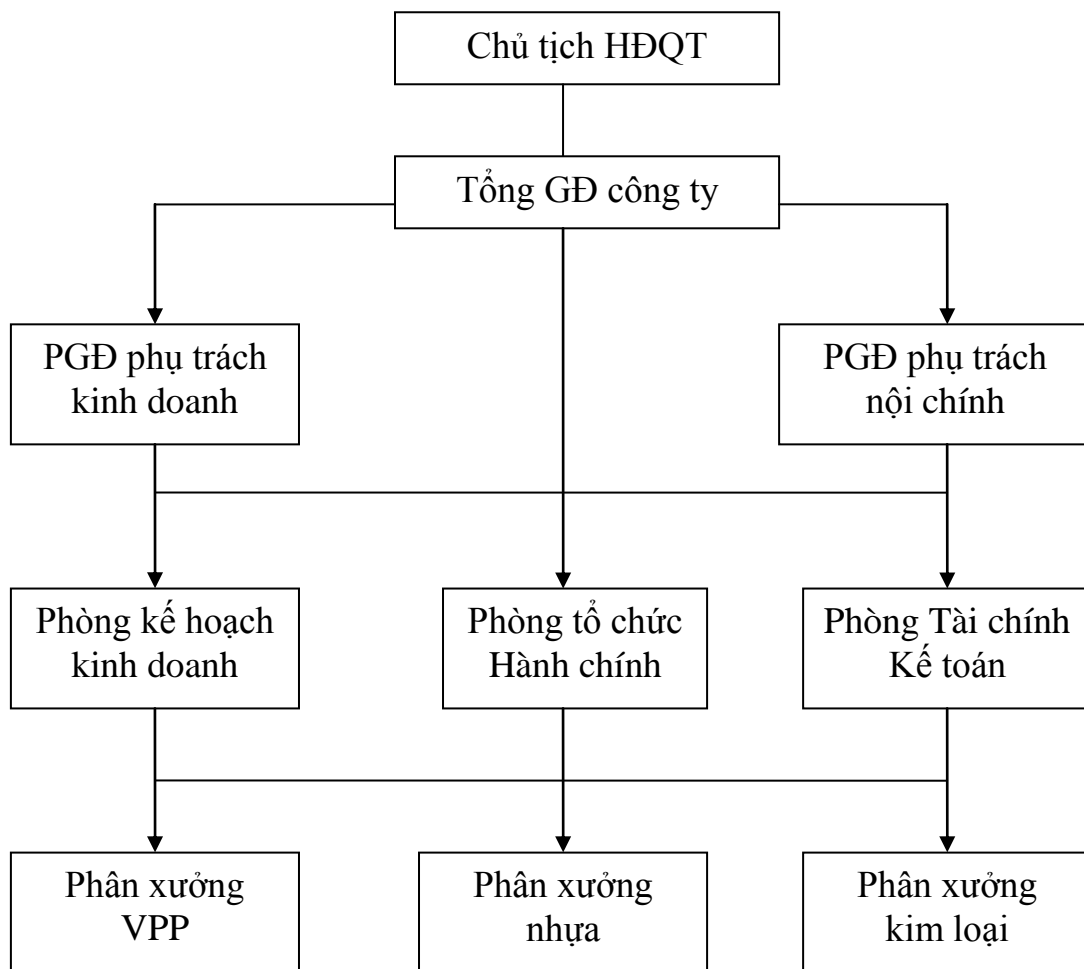 Chủ tịch HĐQT
Tổng GĐ công ty
PGĐ phụ trách
kinh doanh
PGĐ phụ trách
nội chính
Phòng kế hoạch
kinh doanh
Phòng tổ chức
Hành chính
Phòng Tài chính
Kế toán
Phân xưởng
VPP
Phân xưởng
nhựa
Phân xưởng
kim loại